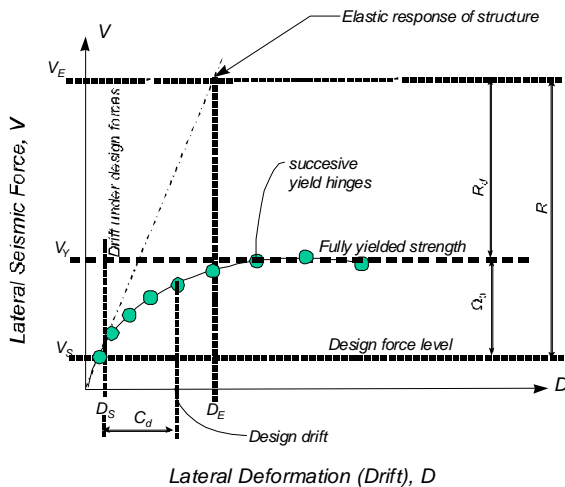 V
Elastic response of structure
V_E
Drift under design forces
succesive
yield hinges
R_d
R
Lateral Seismic Force, V
V_Y
Fully yielded strength
Ω_o
V_S
Design force level
D
D_S
C_d
D_E
Design drift
Lateral Deformation (Drift), D